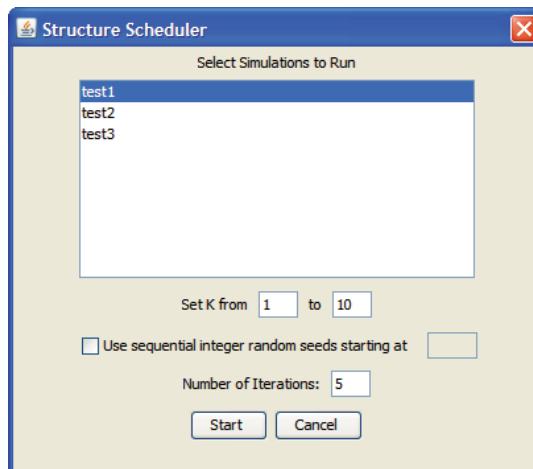 Structure Scheduler
Select Simulations to Run
test1
test2
test3
Set K from 1 to 10
Use sequential integer random seeds starting at
Number of Iterations: 5
Start Cancel